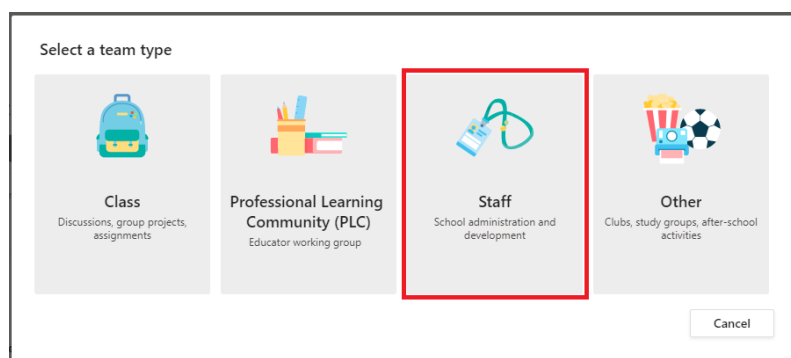 Select a team type
Class
Discussions, group projects,
assignments
Professional Learning
Community (PLC)
Educator working group
Staff
School administration and
development
Other
Clubs, study groups, after-school
activities
Cancel